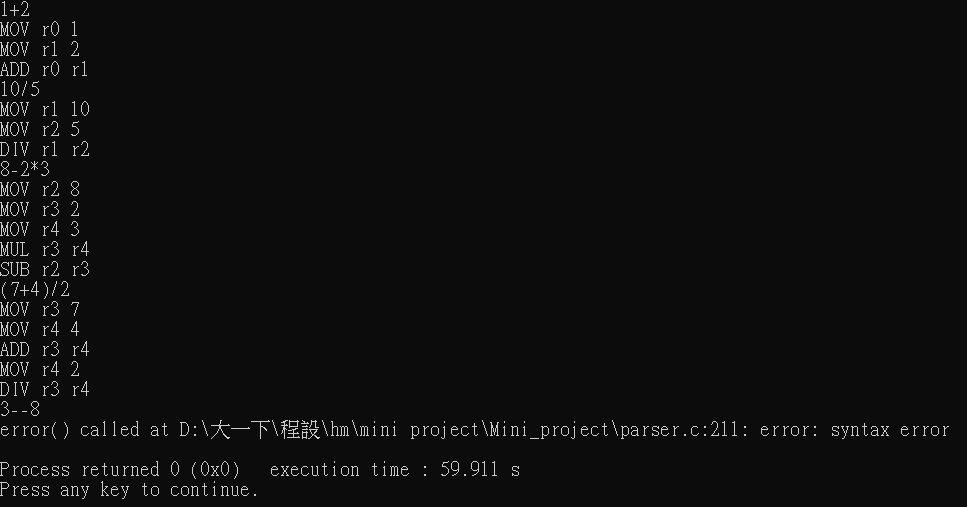 1+2
MOV r0 1
MOV r1 2
ADD r0 r1
10/5
MOV r1 10
MOV r2 5
DIV r1 r2
8-2*3
MOV r2 8
MOV r3 2
MOV r4 3
MUL r3 r4
SUB r2 r3
(7+4)/2
MOV r3 7
MOV r4 4
ADD r3 r4
MOV r4 2
DIV r3 r4
3--8
error() called at D:\大一下\程設\hm\mini project\Mini_project\parser.c:211: error: syntax error
Process returned 0 (0x0)   execution time : 59.911 s
Press any key to continue.